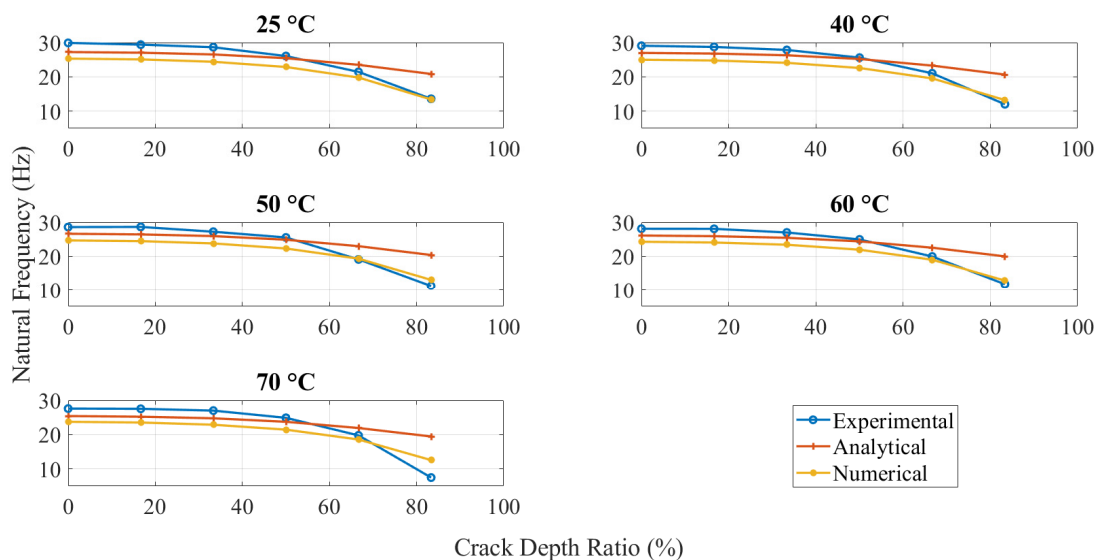 25 °C
30
20
10
0 20 40 60 80 100
40 °C
30
20
10
0 20 40 60 80 100
50 °C
30
20
10
0 20 40 60 80 100
60 °C
30
20
10
0 20 40 60 80 100
70 °C
30
20
10
0 20 40 60 80 100
Natural Frequency (Hz)
Crack Depth Ratio (%)
Experimental
Analytical
Numerical